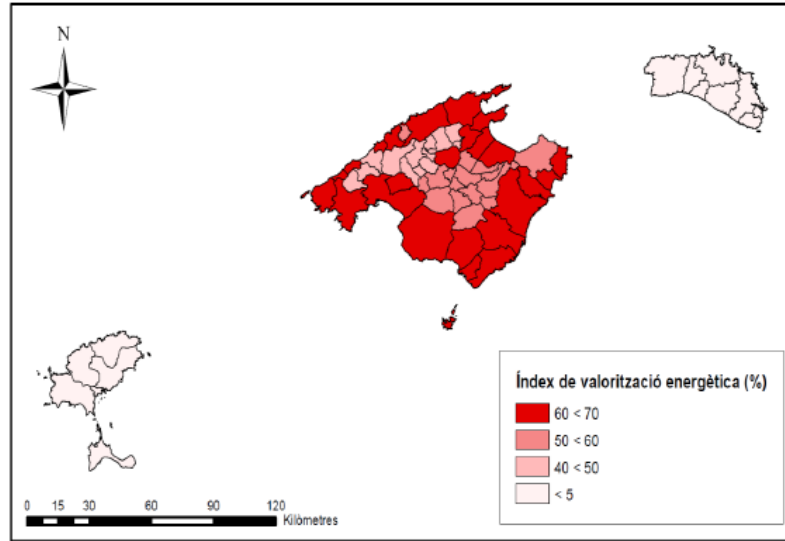 N
Índex de valorització energètica (%)
60 < 70
50 < 60
40 < 50
< 5
0 15 30 60 90 120
Kilòmetres